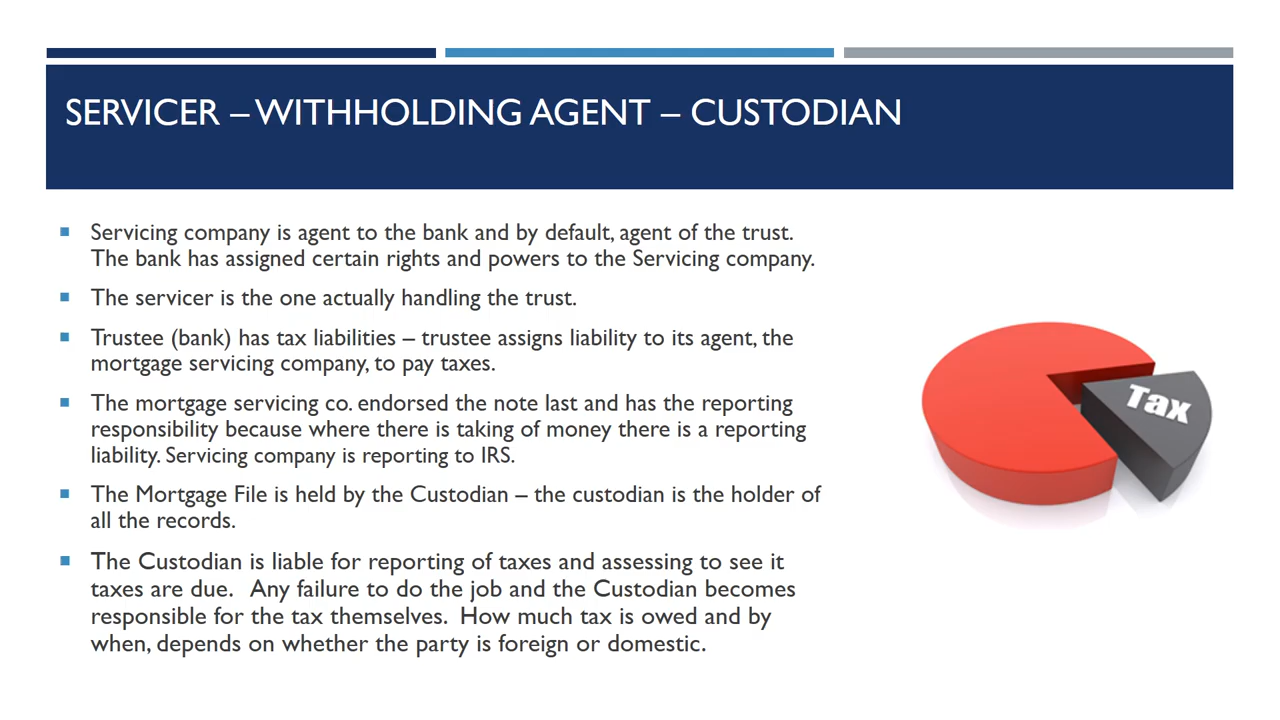 SERVICER – WITHHOLDING AGENT – CUSTODIAN
Servicing company is agent to the bank and by default, agent of the trust.
The bank has assigned certain rights and powers to the Servicing company.
The servicer is the one actually handling the trust.
Trustee (bank) has tax liabilities – trustee assigns liability to its agent, the
mortgage servicing company, to pay taxes.
The mortgage servicing co. endorsed the note last and has the reporting
responsibility because where there is taking of money there is a reporting
liability. Servicing company is reporting to IRS.
The Mortgage File is held by the Custodian – the custodian is the holder of
all the records.
The Custodian is liable for reporting of taxes and assessing to see it
taxes are due.   Any failure to do the job and the Custodian becomes
responsible for the tax themselves.  How much tax is owed and by
when, depends on whether the party is foreign or domestic.
Tax